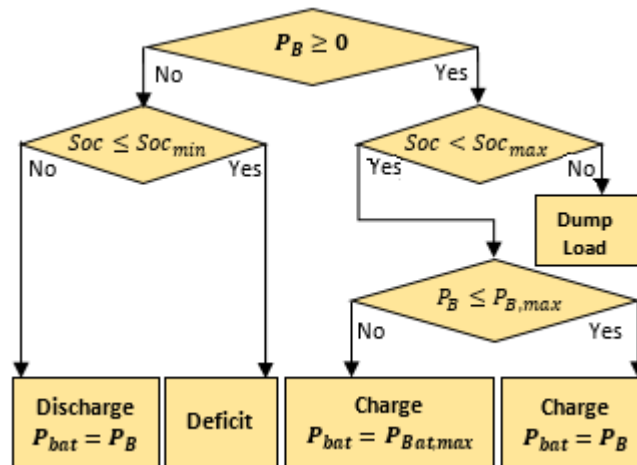 P_B ≥ 0
No
Yes
Soc ≤ Soc_min
Soc < Soc_max
No
Yes
Yes
No
Dump
Load
P_B ≤ P_B,max
No
Yes
Discharge
P_bat = P_B
Deficit
Charge
P_bat = P_Bat,max
Charge
P_bat = P_B